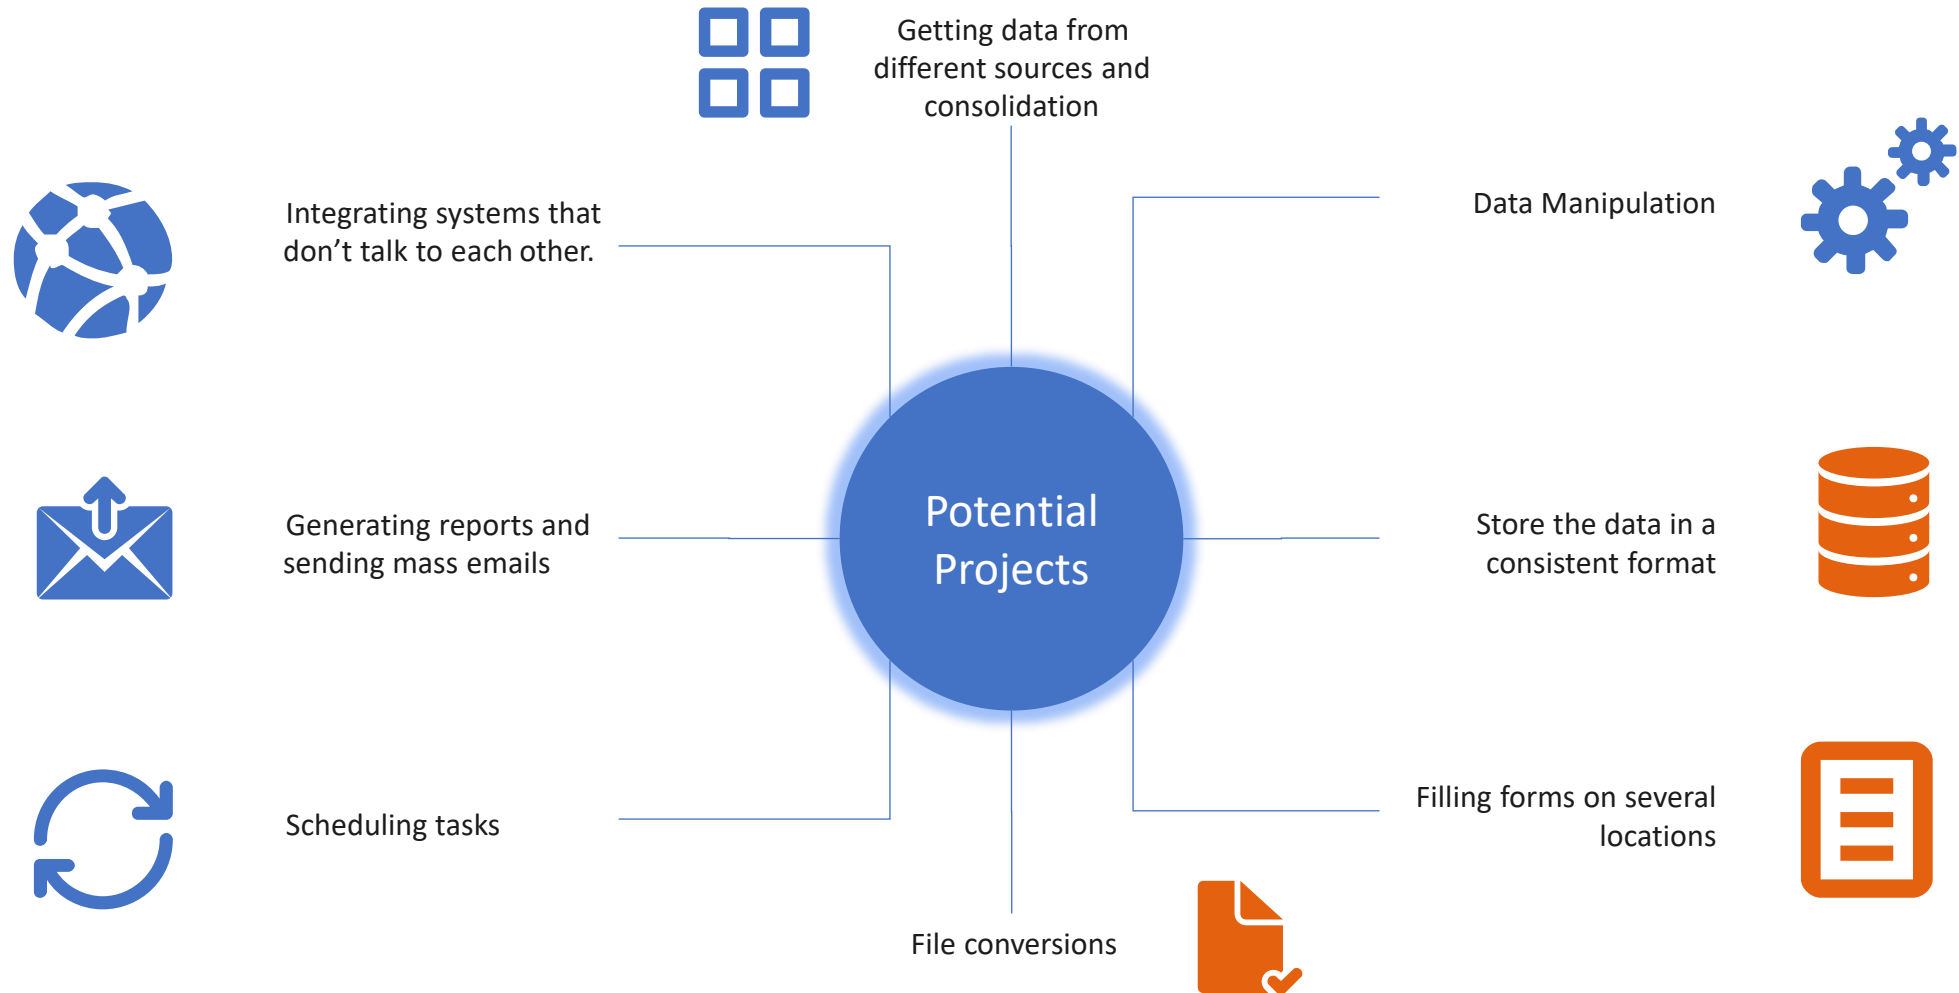 Getting data from
different sources and
consolidation
Integrating systems that
don’t talk to each other.
Data Manipulation
Generating reports and
sending mass emails
Potential
Projects
Store the data in a
consistent format
Scheduling tasks
Filling forms on several
locations
File conversions